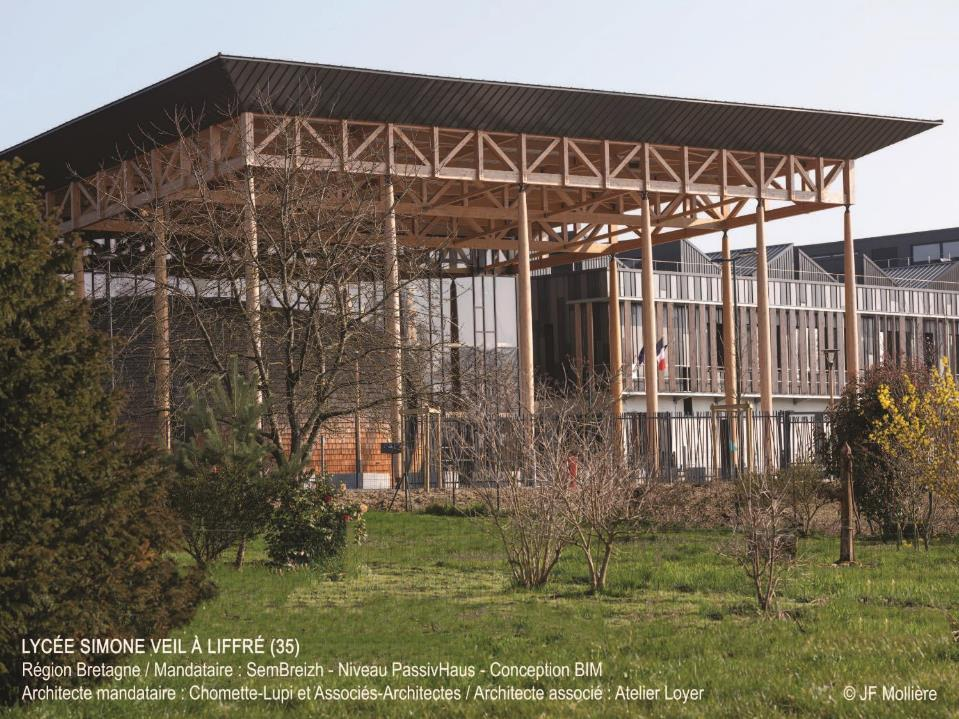 LYCÉE SIMONE VEIL À LIFFRÉ (35)
Région Bretagne / Mandataire : SemBreizh - Niveau PassivHaus - Conception BIM
Architecte mandataire : Chomette-Lupi et Associés-Architectes / Architecte associé : Atelier Loyer
© JF Mollière